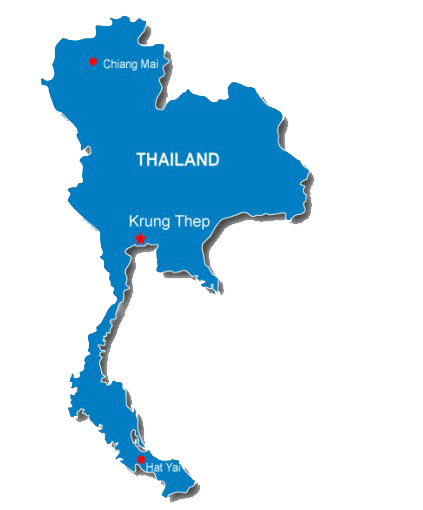 Chiang Mai
THAILAND
Krung Thep
Hat Yai